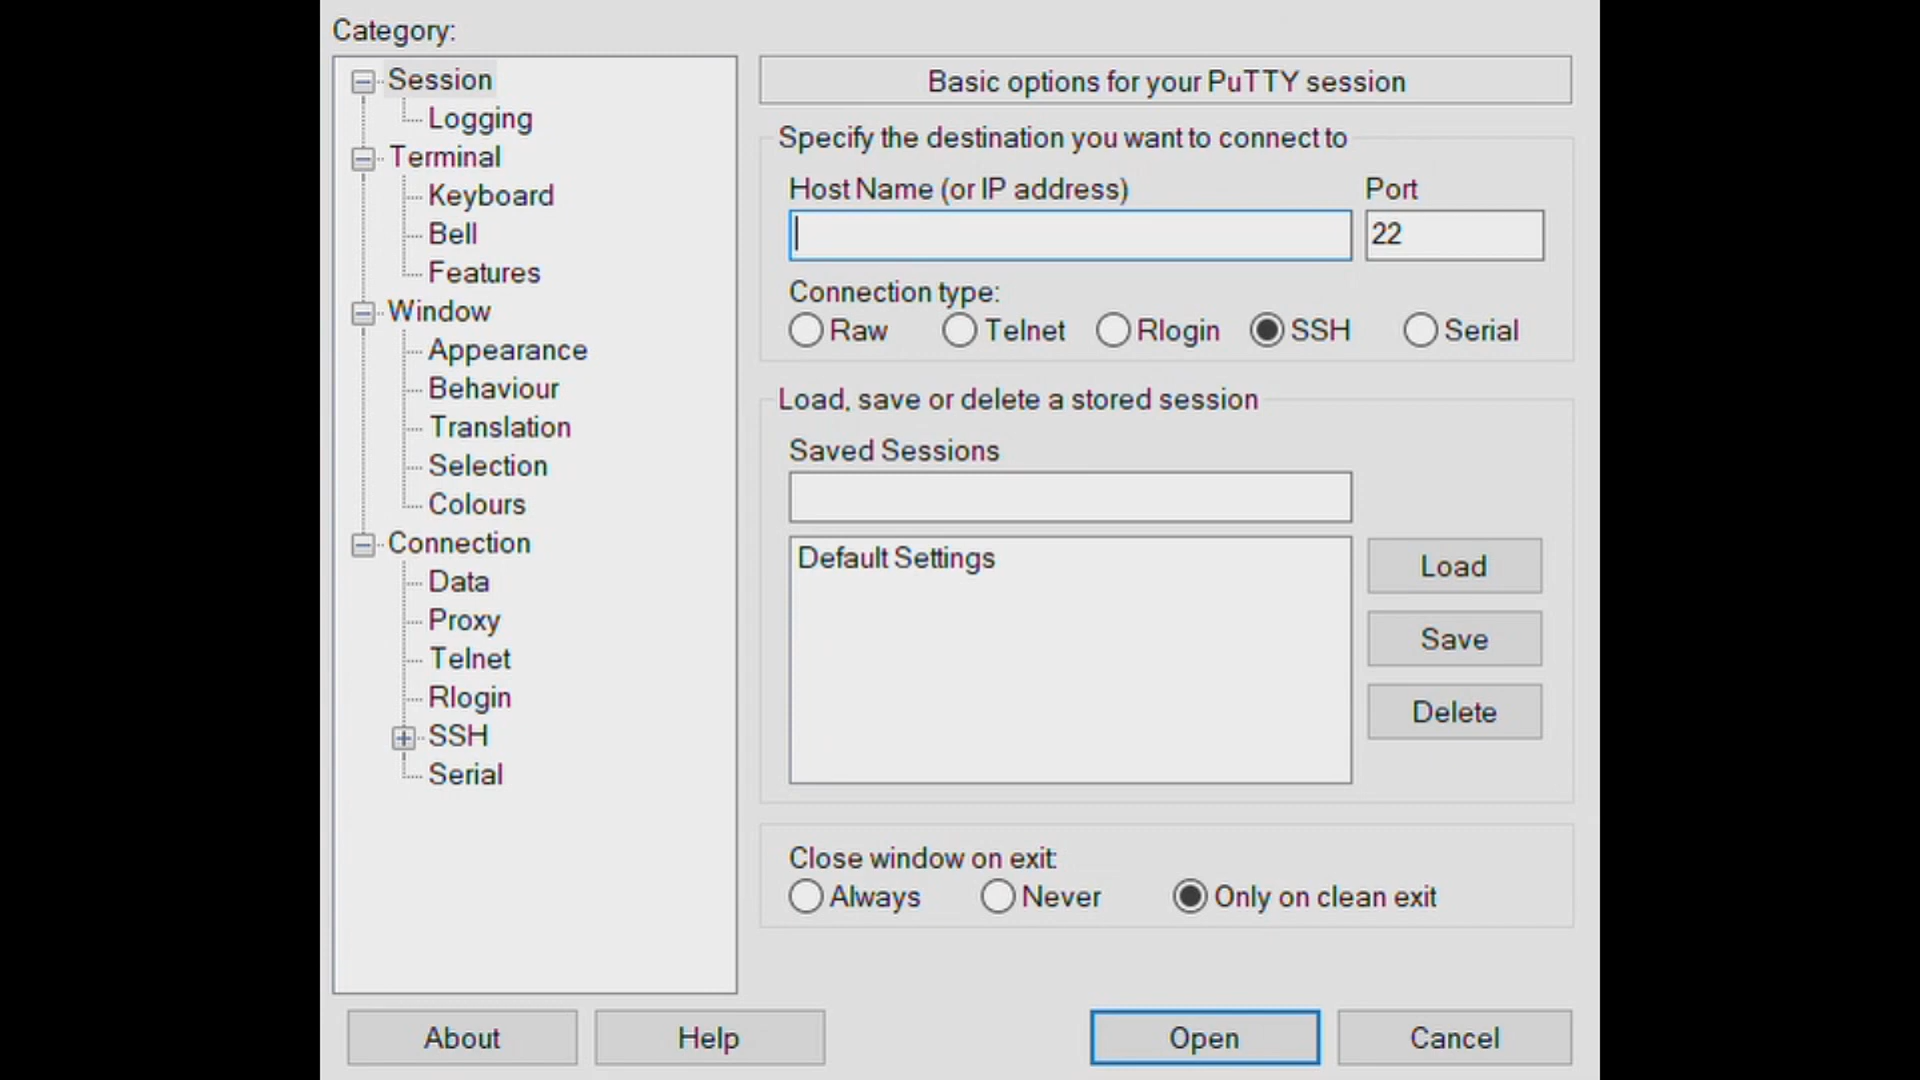 Category:
Session
Logging
Terminal
Keyboard
Bell
Features
Window
Appearance
Behaviour
Translation
Selection
Colours
Connection
Data
Proxy
Telnet
Rlogin
SSH
Serial
Basic options for your PuTTY session
Specify the destination you want to connect to
Host Name (or IP address) Port
22
Connection type:
Raw Telnet Rlogin SSH Serial
Load, save or delete a stored session
Saved Sessions
Default Settings
Load
Save
Delete
Close window on exit:
Always Never Only on clean exit
About Help Open Cancel